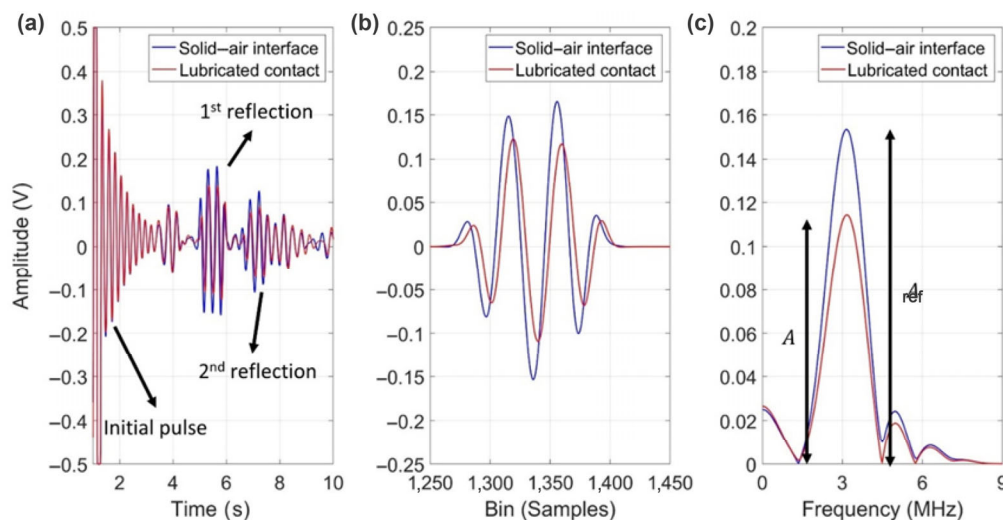 (a)
0.5
0.4
0.3
0.2
0.1
0
–0.1
–0.2
–0.3
–0.4
–0.5
Amplitude (V)
Solid–air interface
Lubricated contact
1st reflection
2nd reflection
Initial pulse
2 4 6 8 10
Time (s)
(b)
0.25
0.20
0.15
0.10
0.05
0
–0.05
–0.10
–0.15
–0.20
–0.25
Solid–air interface
Lubricated contact
1,250 1,300 1,350 1,400 1,450
Bin (Samples)
(c)
0.2
0.18
0.16
0.14
0.12
0.1
0.08
0.06
0.04
0.02
0
Solid–air interface
Lubricated contact
A
A ref
0 3 6 9
Frequency (MHz)